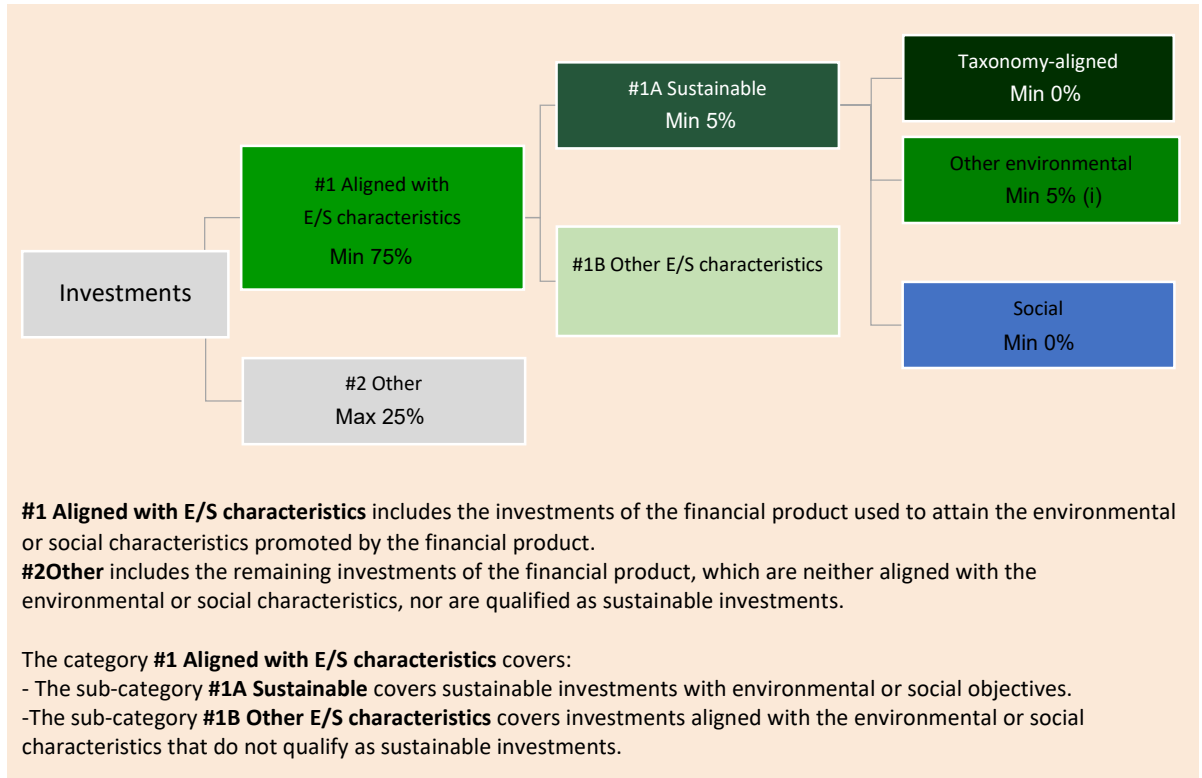 Taxonomy-aligned
Min 0%
#1A Sustainable
Min 5%
Other environmental
Min 5% (i)
#1 Aligned with
E/S characteristics
Min 75%
#1B Other E/S characteristics
Investments
Social
Min 0%
#2 Other
Max 25%
#1 Aligned with E/S characteristics includes the investments of the financial product used to attain the environmental
or social characteristics promoted by the financial product.
#2Other includes the remaining investments of the financial product, which are neither aligned with the
environmental or social characteristics, nor are qualified as sustainable investments.
The category #1 Aligned with E/S characteristics covers:
- The sub-category #1A Sustainable covers sustainable investments with environmental or social objectives.
-The sub-category #1B Other E/S characteristics covers investments aligned with the environmental or social
characteristics that do not qualify as sustainable investments.